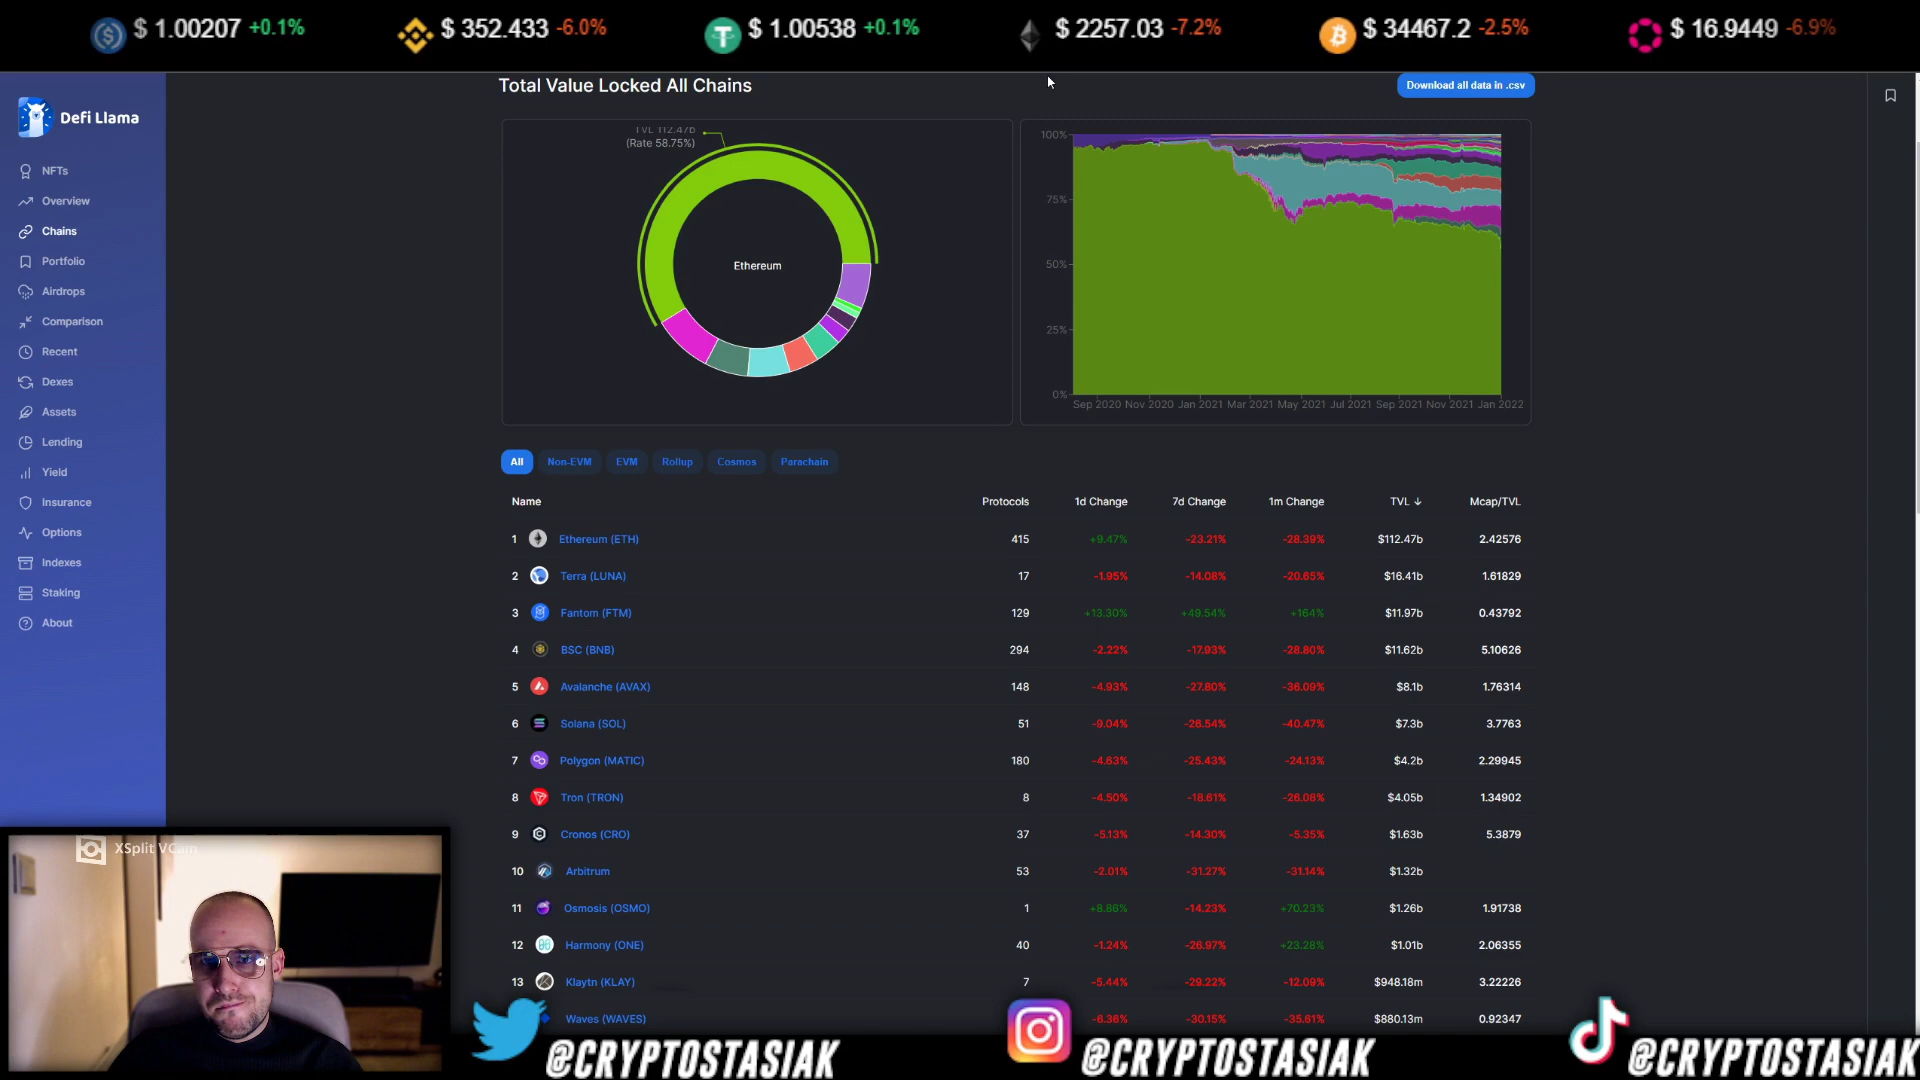 $ 1.00207 +0.1% $ 352.433 -6.0% $ 1.00538 +0.1% $ 2257.03 -7.2% $ 34467.2 -2.5% $ 16.9449 -6.9%
Defi Llama
NFTs
Overview
Chains
Portfolio
Airdrops
Comparison
Recent
Dexes
Assets
Lending
Yield
Insurance
Options
Indexes
Staking
About
Total Value Locked All Chains
Download all data in .csv
TVL 112.47b
(Rate 58.75%)
Ethereum
100%
75%
50%
25%
0%
Sep 2020 Nov 2020 Jan 2021 Mar 2021 May 2021 Jul 2021 Sep 2021 Nov 2021 Jan 2022
All Non-EVM EVM Rollup Cosmos Parachain
Name Protocols 1d Change 7d Change 1m Change TVL ↓ Mcap/TVL
1 Ethereum (ETH) 415 +9.47% -23.21% -28.39% $112.47b 2.42576
2 Terra (LUNA) 17 -1.95% -14.08% -20.65% $16.41b 1.61829
3 Fantom (FTM) 129 +13.30% +49.54% +164% $11.97b 0.43792
4 BSC (BNB) 294 -2.22% -17.93% -28.80% $11.62b 5.10626
5 Avalanche (AVAX) 148 -4.93% -27.80% -36.09% $8.1b 1.76314
6 Solana (SOL) 51 -9.04% -26.54% -40.47% $7.3b 3.7763
7 Polygon (MATIC) 180 -4.63% -25.43% -24.13% $4.2b 2.29945
8 Tron (TRON) 8 -4.50% -18.61% -26.08% $4.05b 1.34902
9 Cronos (CRO) 37 -5.13% -14.30% -5.35% $1.63b 5.3879
10 Arbitrum 53 -2.01% -31.27% -31.14% $1.32b
11 Osmosis (OSMO) 1 +8.86% -14.23% +70.23% $1.26b 1.91738
12 Harmony (ONE) 40 -1.24% -26.97% +23.28% $1.01b 2.06355
13 Klaytn (KLAY) 7 -5.44% -29.22% -12.09% $948.18m 3.22226
Waves (WAVES) -6.36% -30.15% -35.61% $880.13m 0.92347
XSplit VCam
@CRYPTOSTASIAK @CRYPTOSTASIAK @CRYPTOSTASIAK